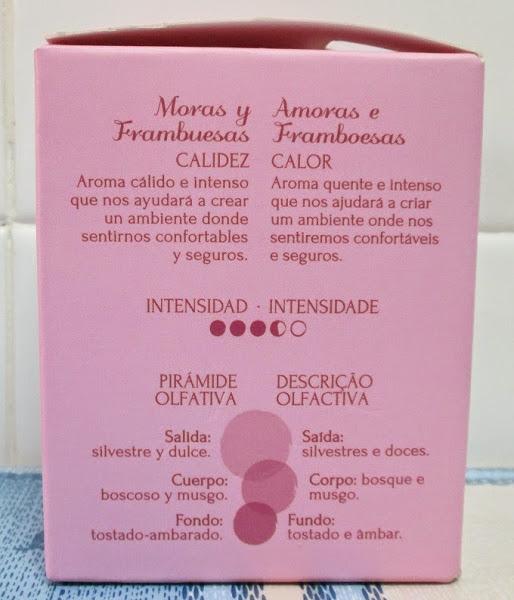 Moras y
Frambuesas
CALIDEZ
Aroma cálido e intenso
que nos ayudará a crear
un ambiente donde
sentirnos confortables
y seguros.
Amoras e
Framboesas
CALOR
Aroma quente e intenso
que nos ajudará a criar
um ambiente onde nos
sentiremos confortáveis
e seguros.
INTENSIDAD · INTENSIDADE
PIRÁMIDE
OLFATIVA
DESCRIÇÃO
OLFACTIVA
Salida:
silvestre y dulce.
Saída:
silvestres e doces.
Cuerpo:
boscoso y musgo.
Corpo: bosque e
musgo.
Fondo:
tostado-ambarado.
Fundo:
tostado e âmbar.